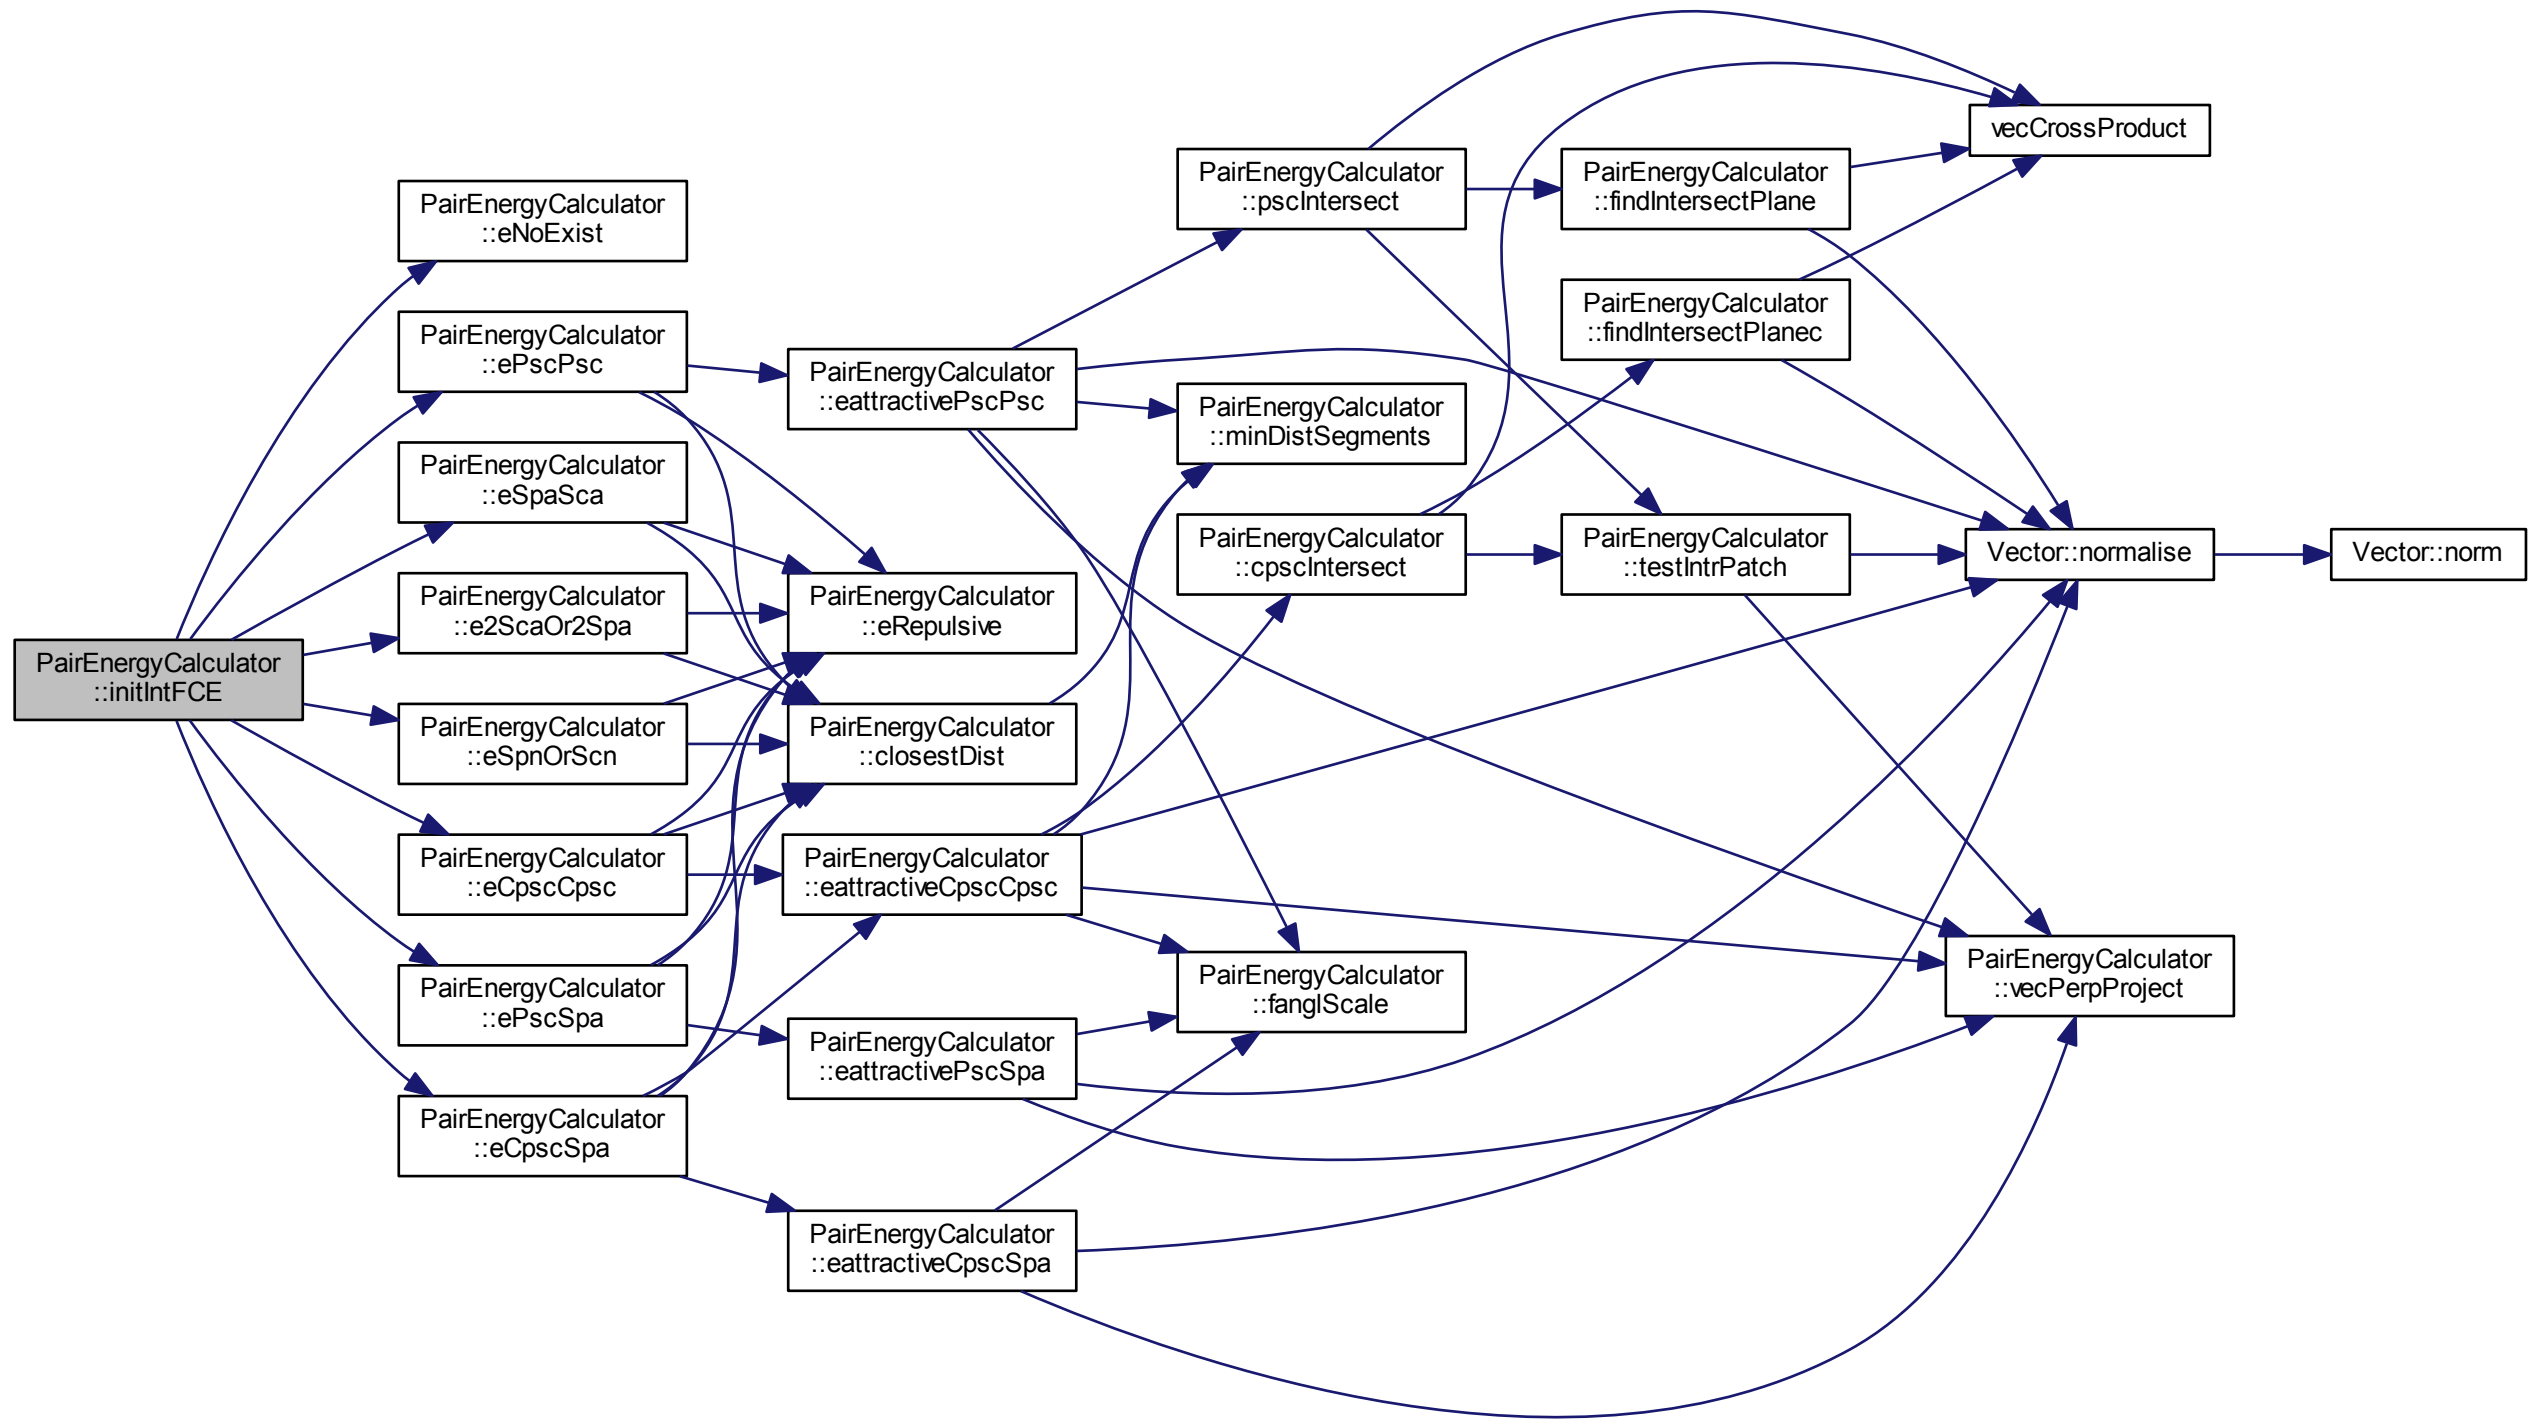 PairEnergyCalculator
::initIntFCE
PairEnergyCalculator
::eNoExist
PairEnergyCalculator
::ePscPsc
PairEnergyCalculator
::eSpaSca
PairEnergyCalculator
::e2ScaOr2Spa
PairEnergyCalculator
::eSpnOrScn
PairEnergyCalculator
::eCpscCpsc
PairEnergyCalculator
::ePscSpa
PairEnergyCalculator
::eCpscSpa
PairEnergyCalculator
::eattractivePscPsc
PairEnergyCalculator
::eRepulsive
PairEnergyCalculator
::closestDist
PairEnergyCalculator
::eattractiveCpscCpsc
PairEnergyCalculator
::eattractivePscSpa
PairEnergyCalculator
::eattractiveCpscSpa
PairEnergyCalculator
::pscIntersect
PairEnergyCalculator
::minDistSegments
PairEnergyCalculator
::cpscIntersect
PairEnergyCalculator
::fanglScale
PairEnergyCalculator
::findIntersectPlane
PairEnergyCalculator
::findIntersectPlanec
PairEnergyCalculator
::testIntrPatch
vecCrossProduct
Vector::normalise
PairEnergyCalculator
::vecPerpProject
Vector::norm